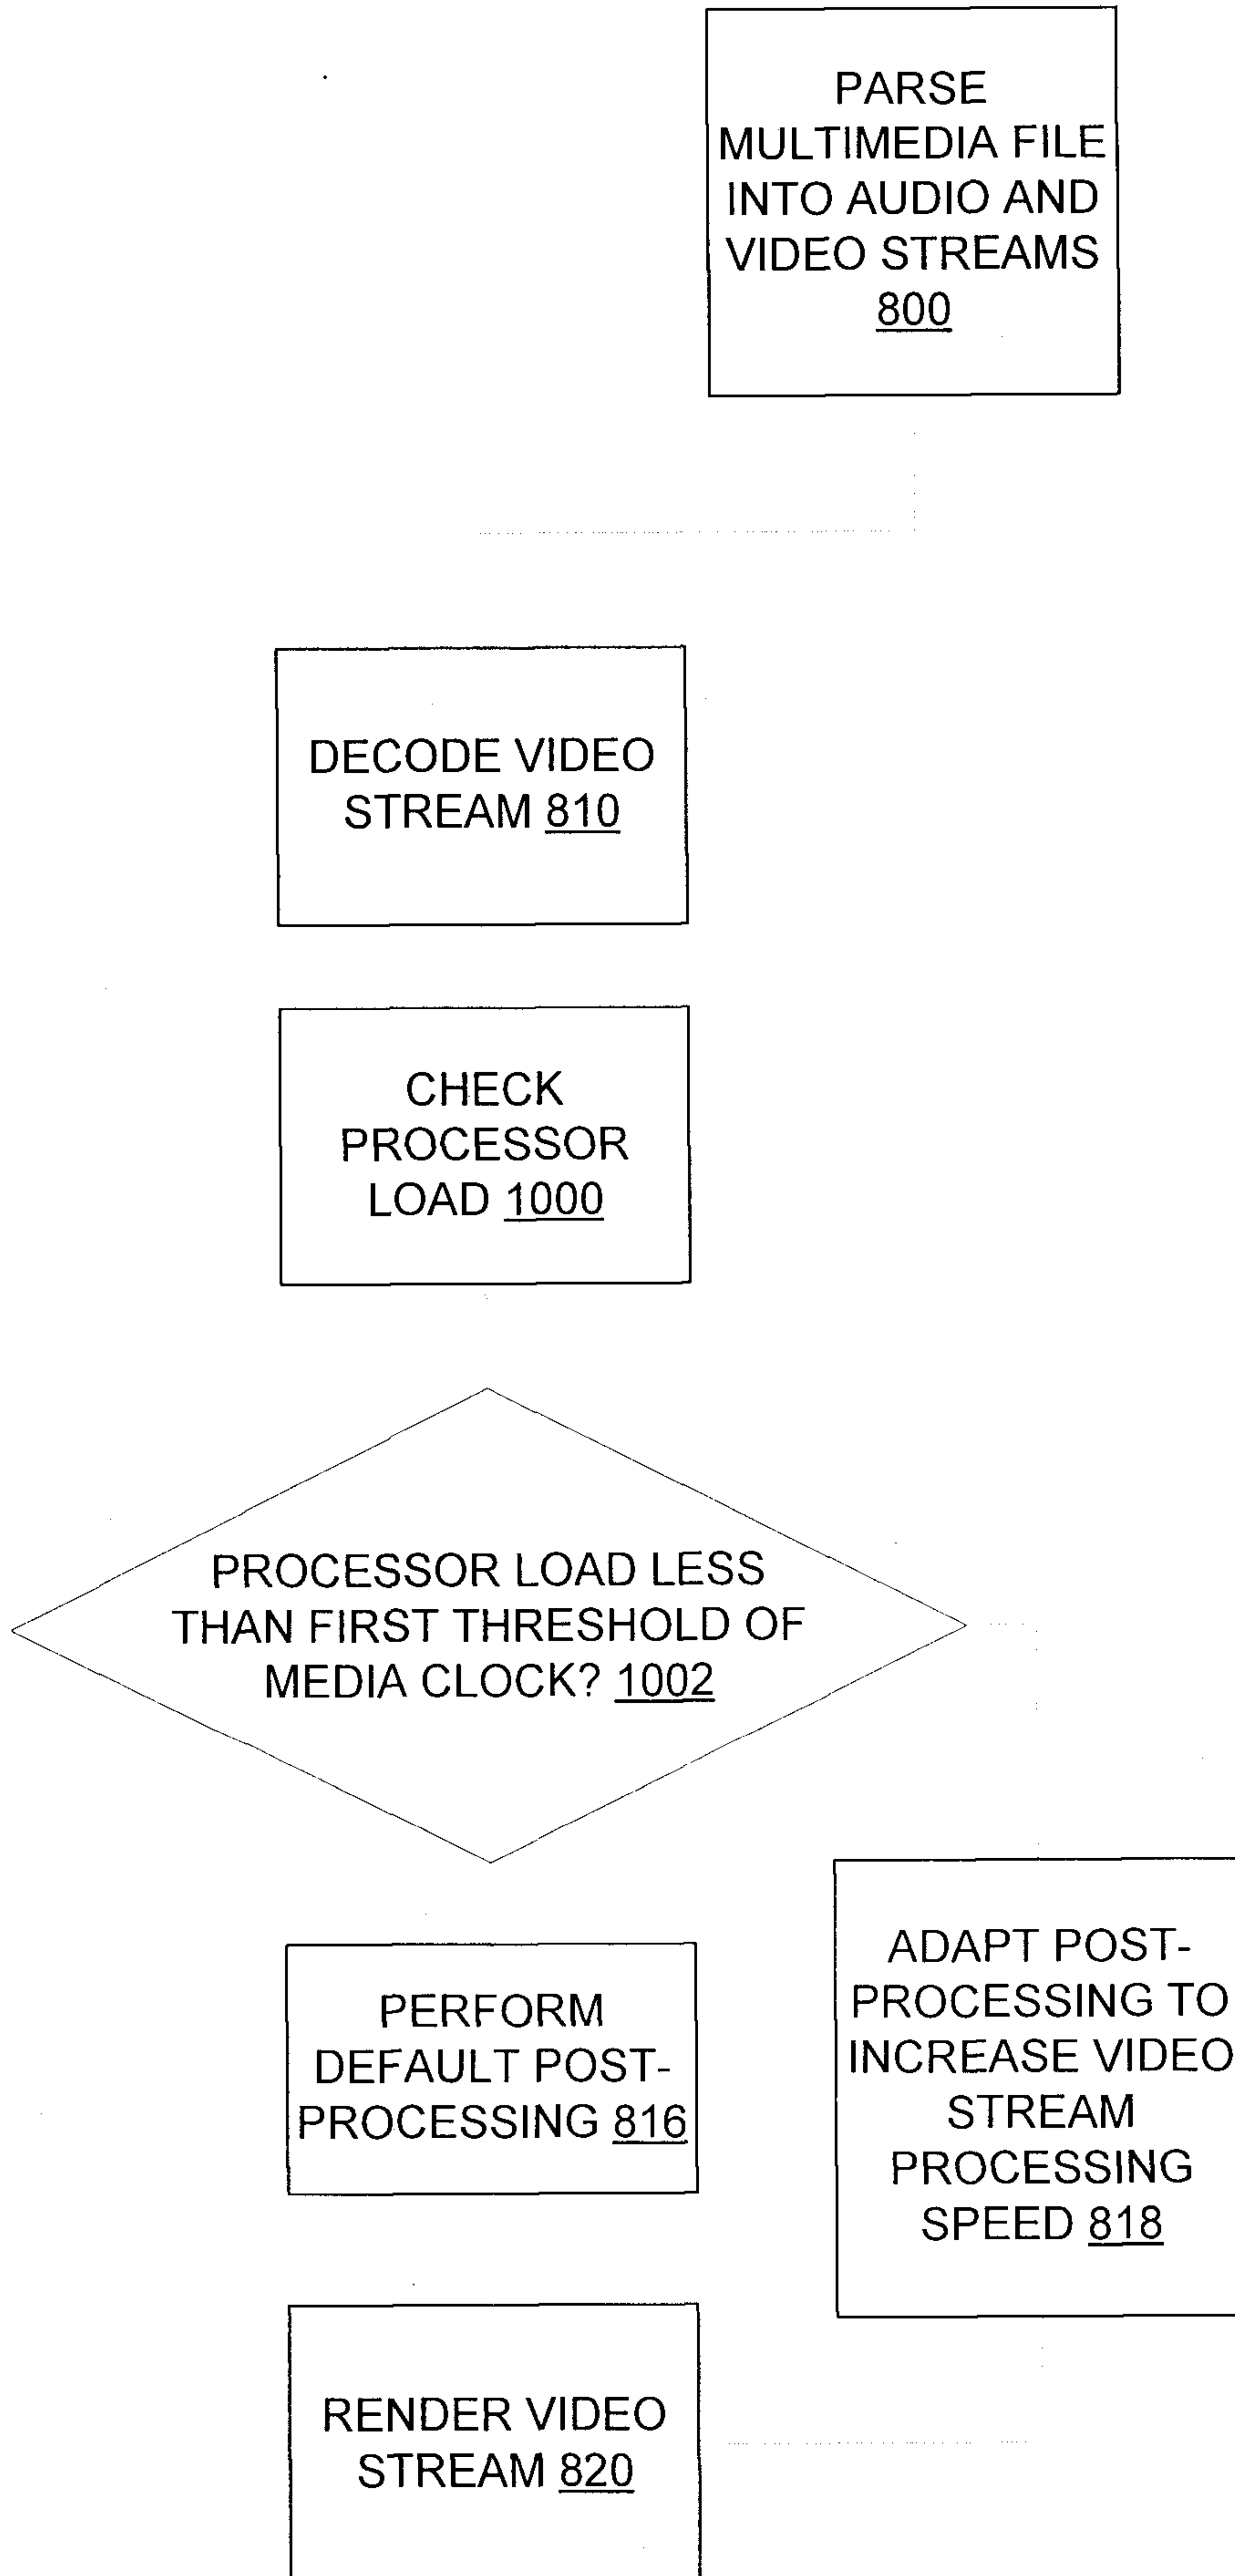 PARSE
MULTIMEDIA FILE
INTO AUDIO AND
VIDEO STREAMS
800
DECODE VIDEO
STREAM 810
CHECK
PROCESSOR
LOAD 1000
PROCESSOR LOAD LESS
THAN FIRST THRESHOLD OF
MEDIA CLOCK? 1002
PERFORM
DEFAULT POST-
PROCESSING 816
ADAPT POST-
PROCESSING TO
INCREASE VIDEO
STREAM
PROCESSING
SPEED 818
RENDER VIDEO
STREAM 820